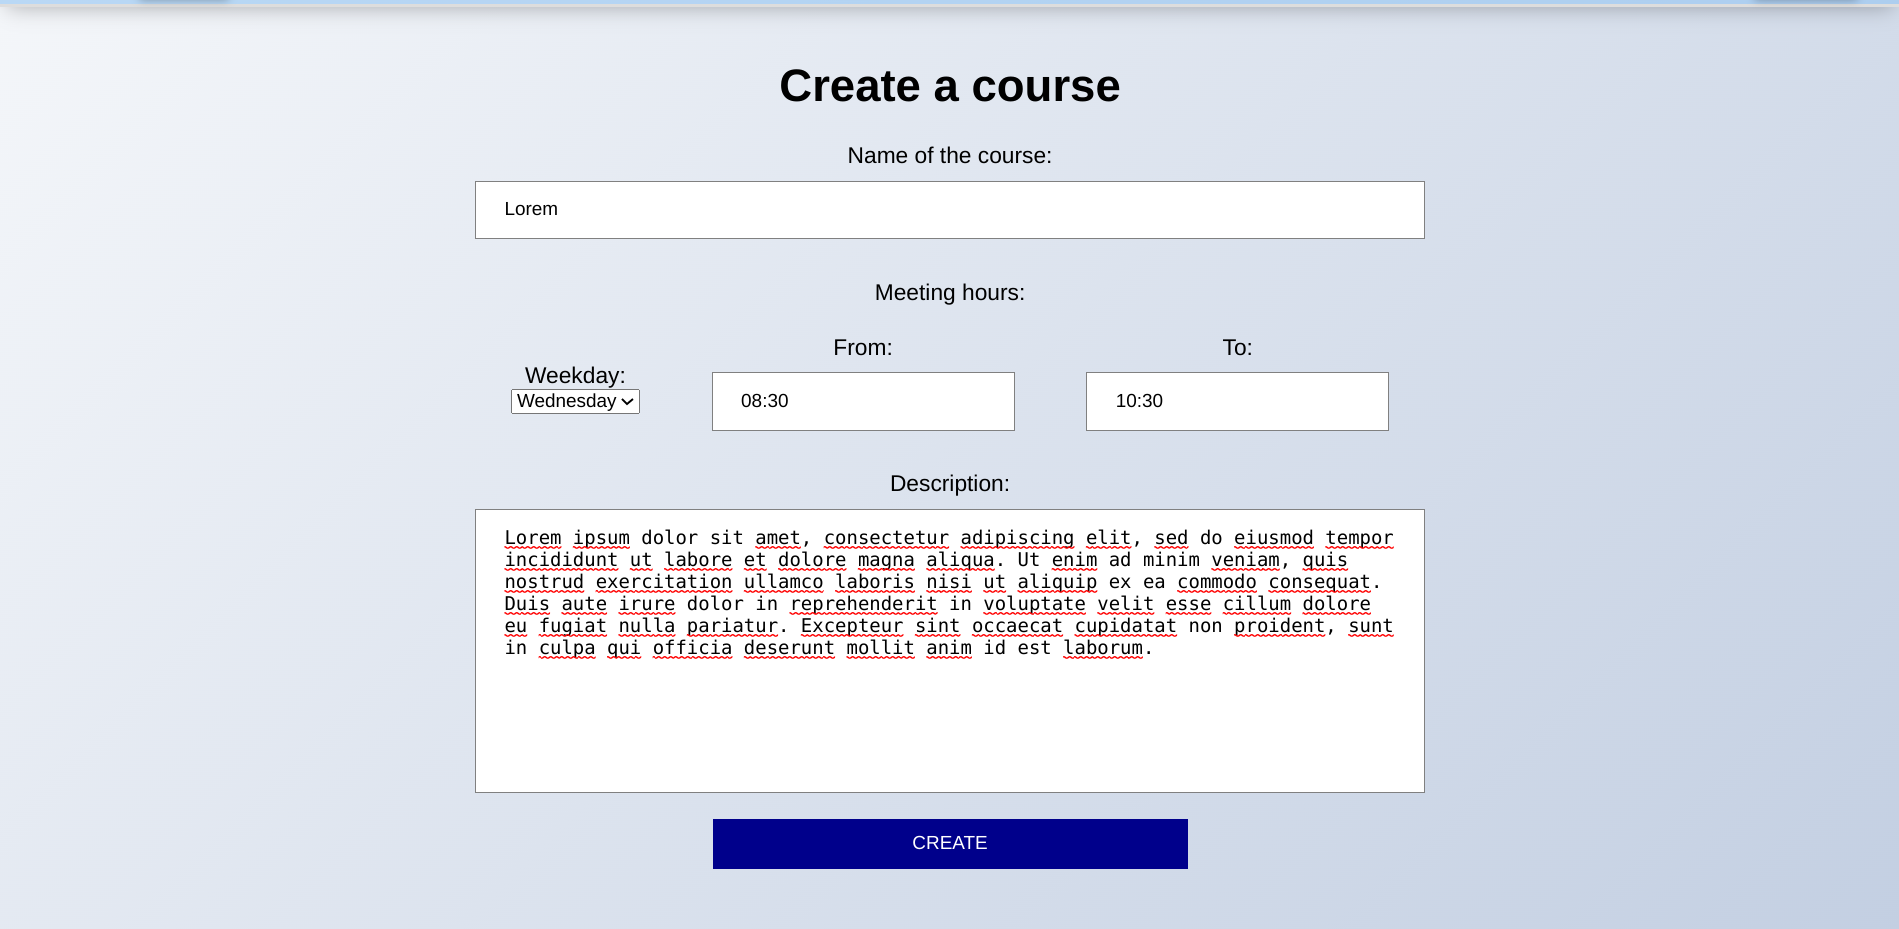 Create a course
Name of the course:
Lorem
Meeting hours:
Weekday:
Wednesday
From:
08:30
To:
10:30
Description:
Lorem ipsum dolor sit amet, consectetur adipiscing elit, sed do eiusmod tempor
incididunt ut labore et dolore magna aliqua. Ut enim ad minim veniam, quis
nostrud exercitation ullamco laboris nisi ut aliquip ex ea commodo consequat.
Duis aute irure dolor in reprehenderit in voluptate velit esse cillum dolore
eu fugiat nulla pariatur. Excepteur sint occaecat cupidatat non proident, sunt
in culpa qui officia deserunt mollit anim id est laborum.
CREATE